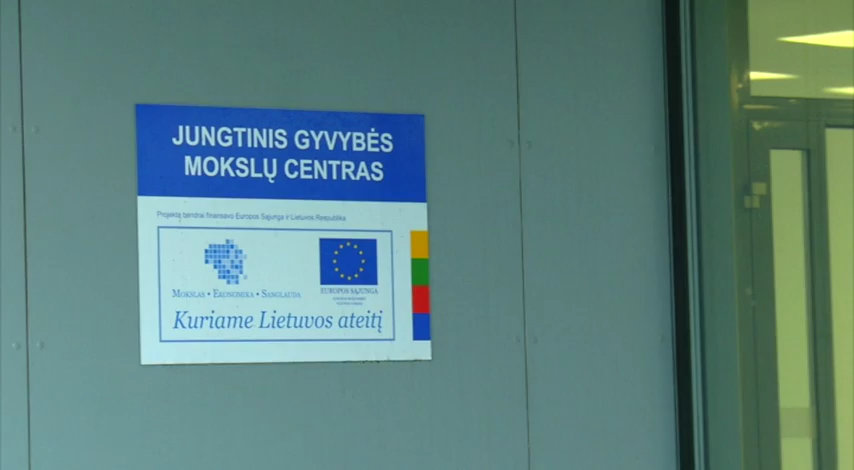 JUNGTINIS GYVYBĖS
MOKSLŲ CENTRAS
Projektą bendrai finansavo Europos Sąjunga ir Lietuvos Respublika
MOKSLAS • EKONOMIKA • SANGLAUDA
EUROPOS SĄJUNGA
Kuriame Lietuvos ateitį